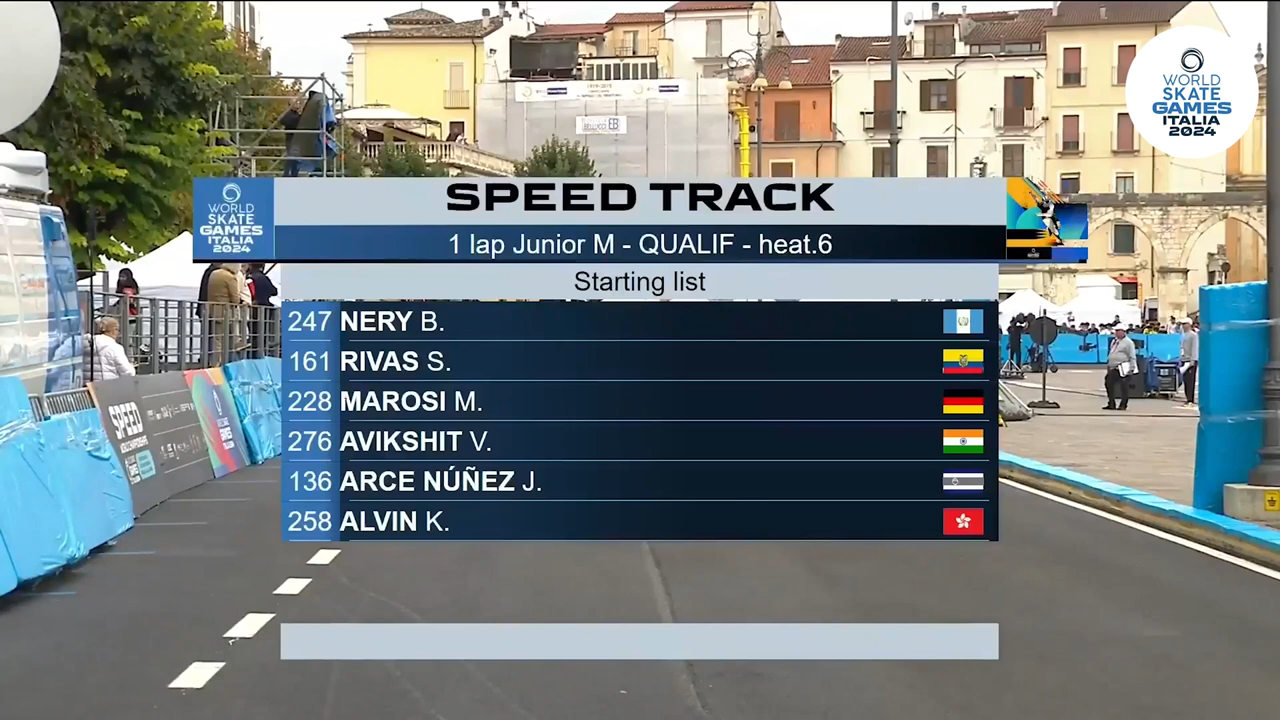 WORLD
SKATE
GAMES
ITALIA
2024
WORLD
SKATE
GAMES
ITALIA
2024
SPEED TRACK
1 lap Junior M - QUALIF - heat.6
Starting list
247 NERY B.
161 RIVAS S.
228 MAROSI M.
276 AVIKSHIT V.
136 ARCE NÚÑEZ J.
258 ALVIN K.
SPEED